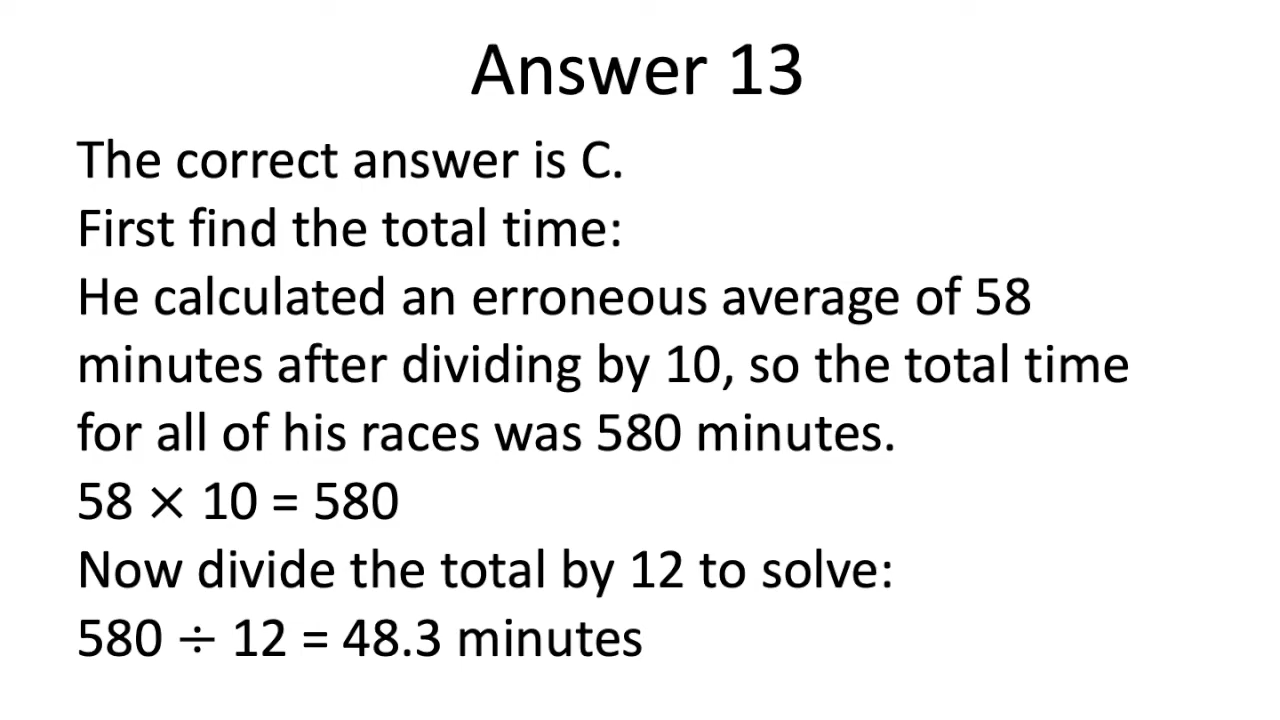 Answer 13
The correct answer is C.
First find the total time:
He calculated an erroneous average of 58
minutes after dividing by 10, so the total time
for all of his races was 580 minutes.
58 × 10 = 580
Now divide the total by 12 to solve:
580 ÷ 12 = 48.3 minutes